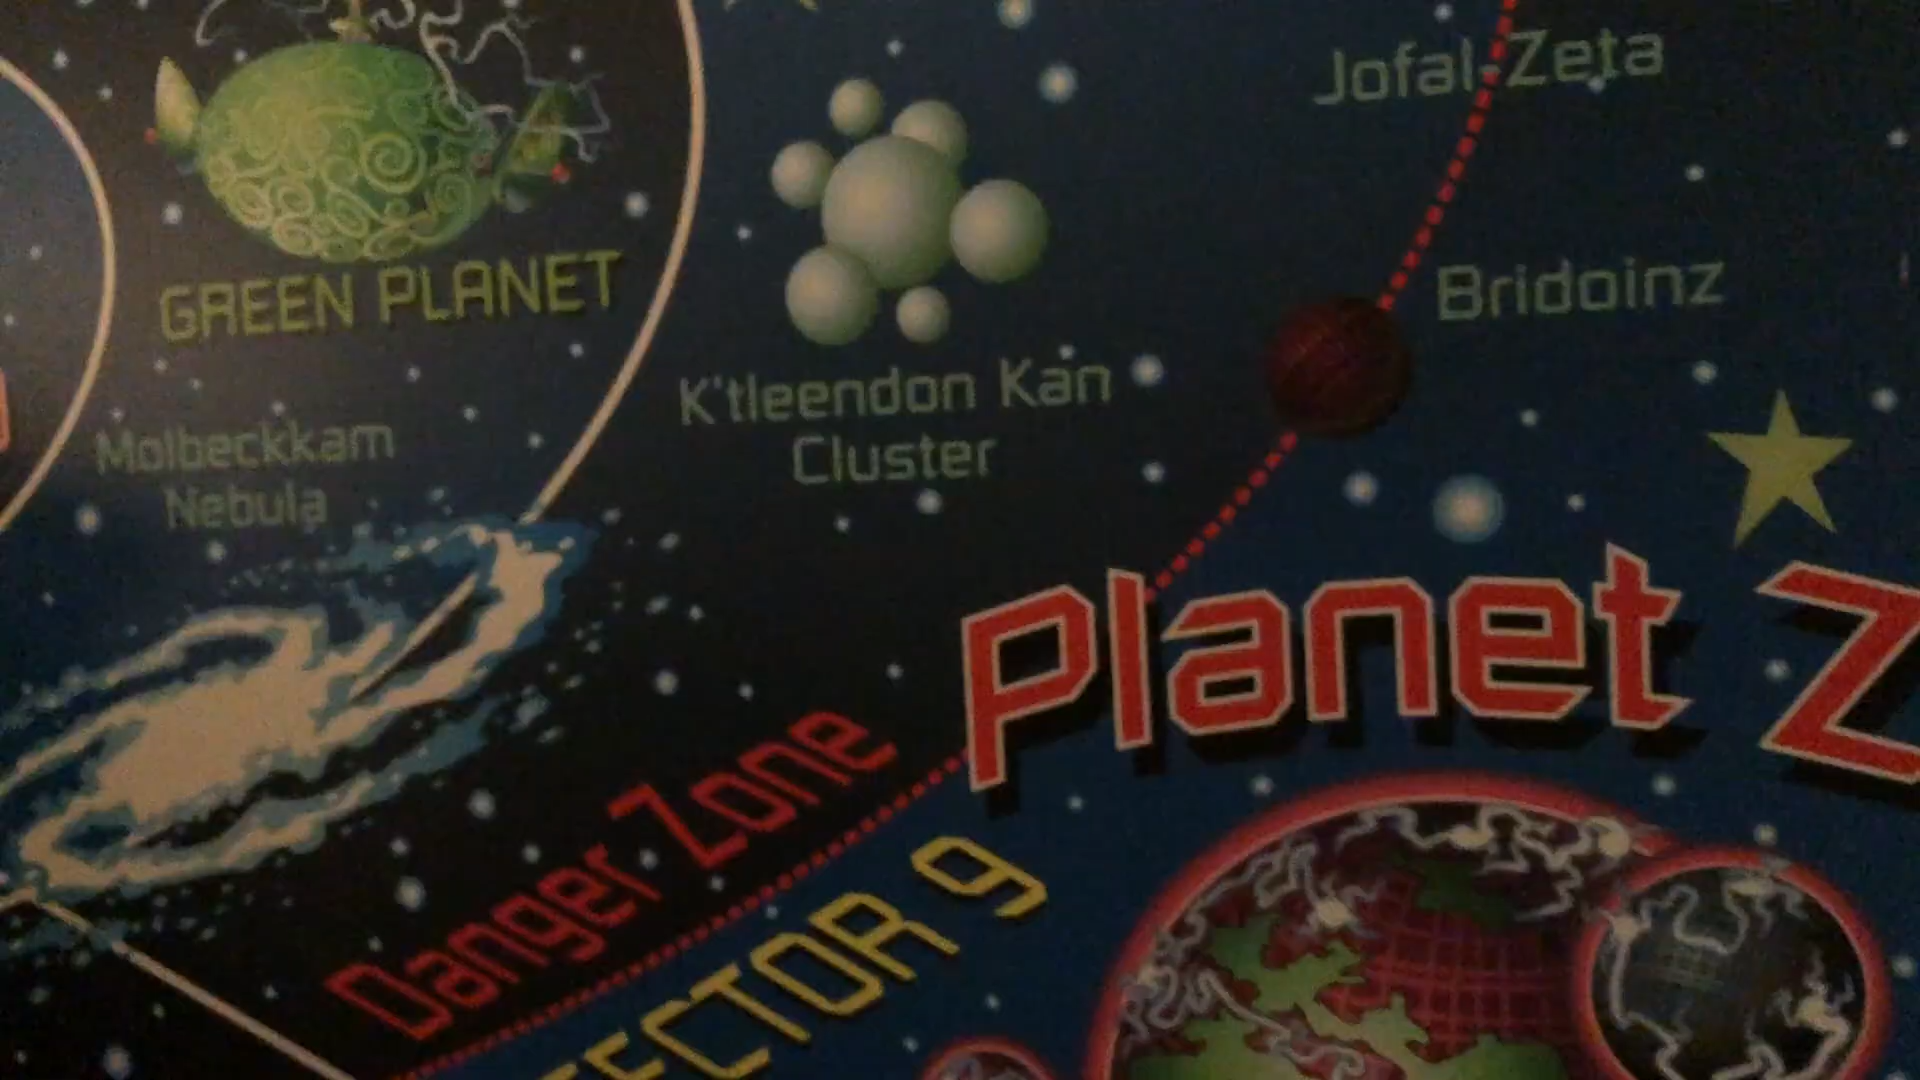 Jofal-Zeta
GREEN PLANET
Bridoinz
K'tleendon Kan
Cluster
Molbeckkam
Nebula
Planet Z
Danger Zone
SECTOR 9